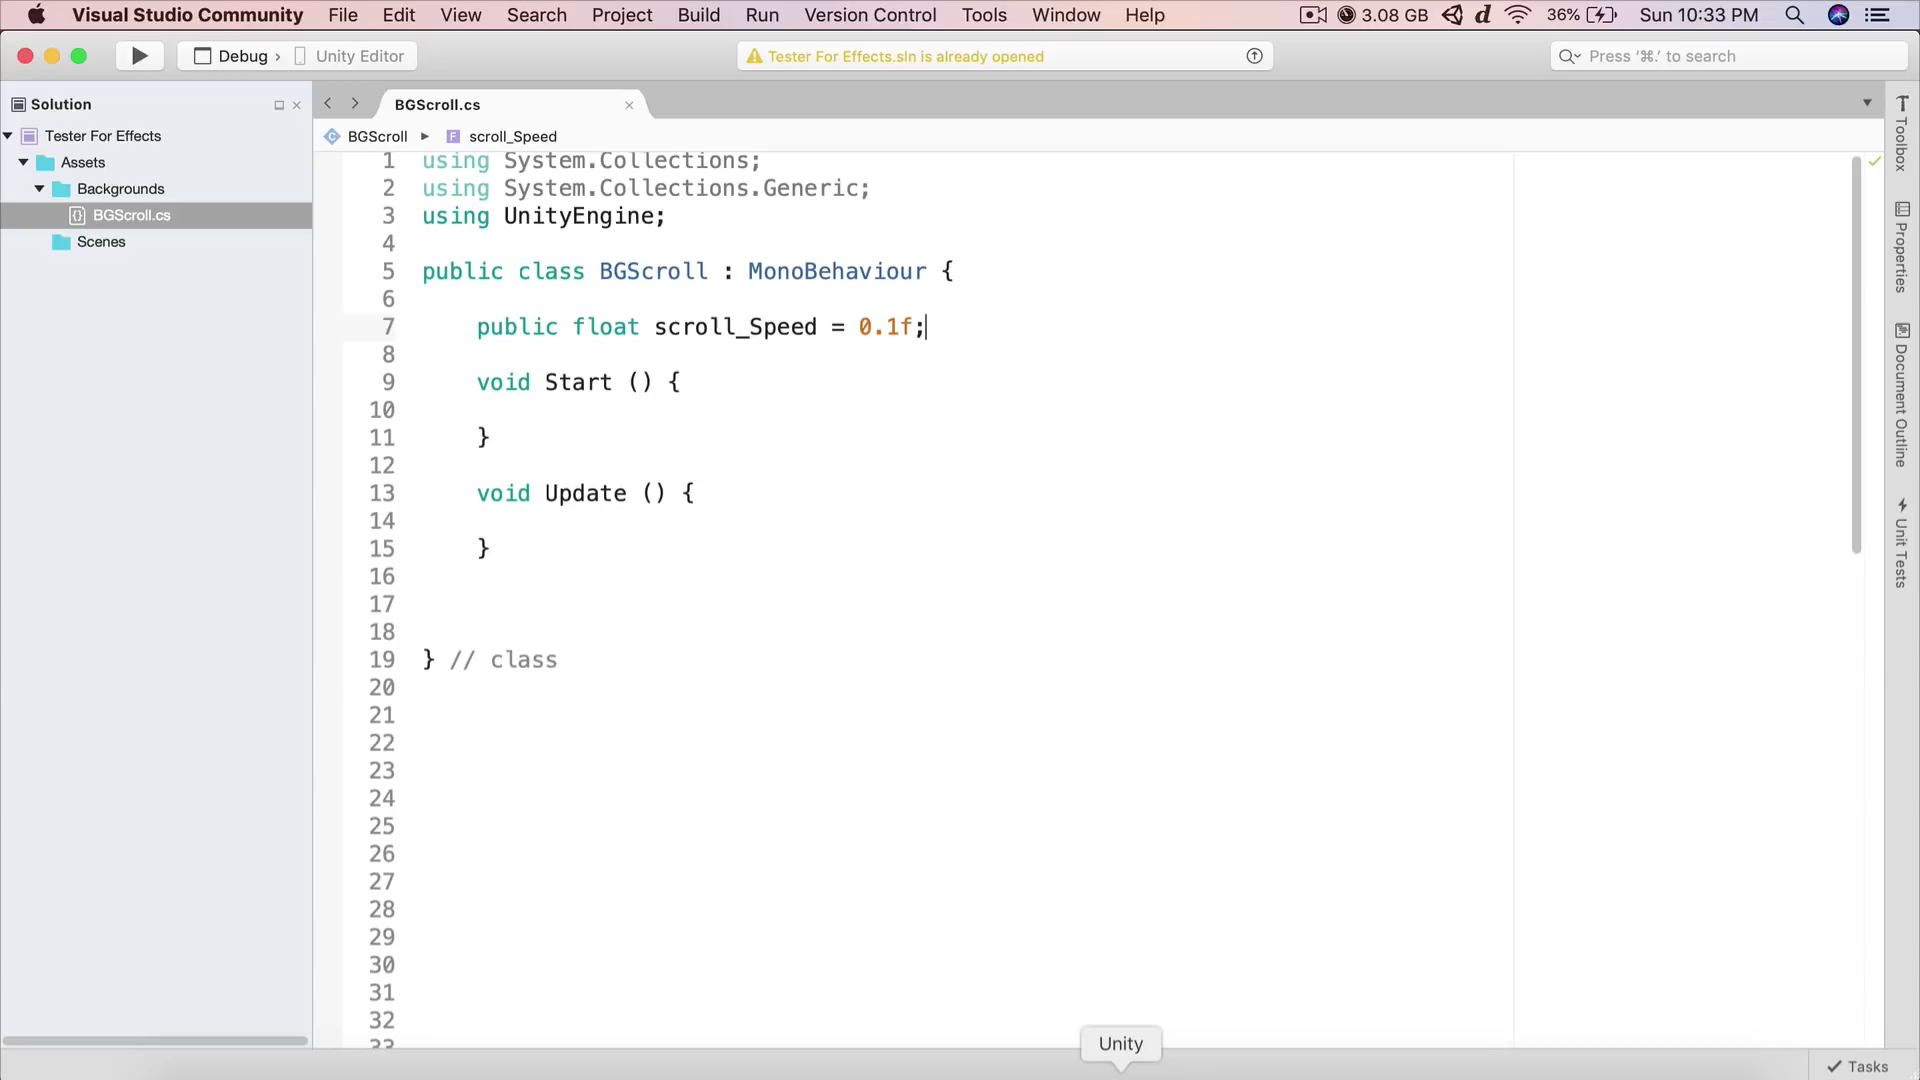 Visual Studio Community File Edit View Search Project Build Run Version Control Tools Window Help 3.08 GB d 36% Sun 10:33 PM
Debug › Unity Editor Tester For Effects.sln is already opened Press ‘⌘.’ to search
Solution
Tester For Effects
Assets
Backgrounds
BGScroll.cs
Scenes
BGScroll.cs
BGScroll scroll_Speed
1 using System.Collections;
2 using System.Collections.Generic;
3 using UnityEngine;
4
5 public class BGScroll : MonoBehaviour {
6
7 public float scroll_Speed = 0.1f;
8
9 void Start () {
10
11 }
12
13 void Update () {
14
15 }
16
17
18
19 } // class
20
21
22
23
24
25
26
27
28
29
30
31
32
33
Toolbox
Properties
Document Outline
Unit Tests
Unity
Tasks